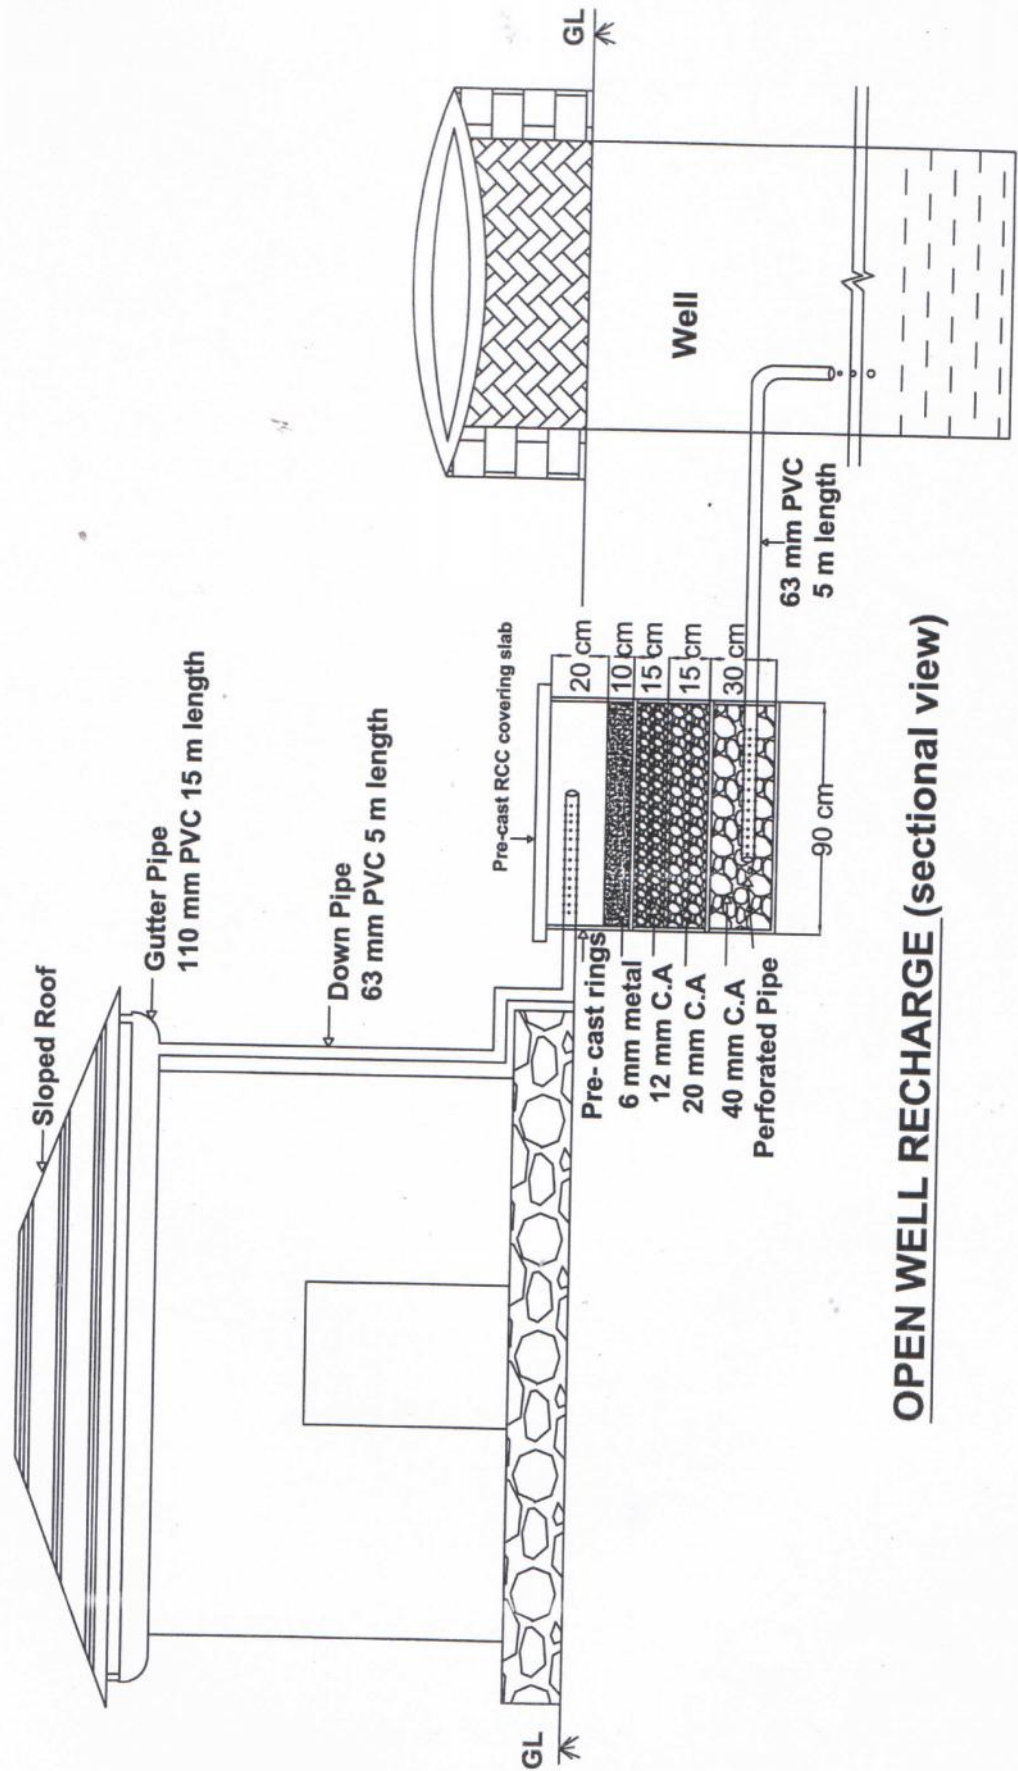 Sloped Roof
Gutter Pipe
110 mm PVC 15 m length
Down Pipe
63 mm PVC 5 m length
Pre-cast RCC covering slab
GL
GL
20 cm
10 cm
15 cm
15 cm
30 cm
90 cm
Pre- cast rings
6 mm metal
12 mm C.A
20 mm C.A
40 mm C.A
Perforated Pipe
Well
63 mm PVC
5 m length
OPEN WELL RECHARGE (sectional view)